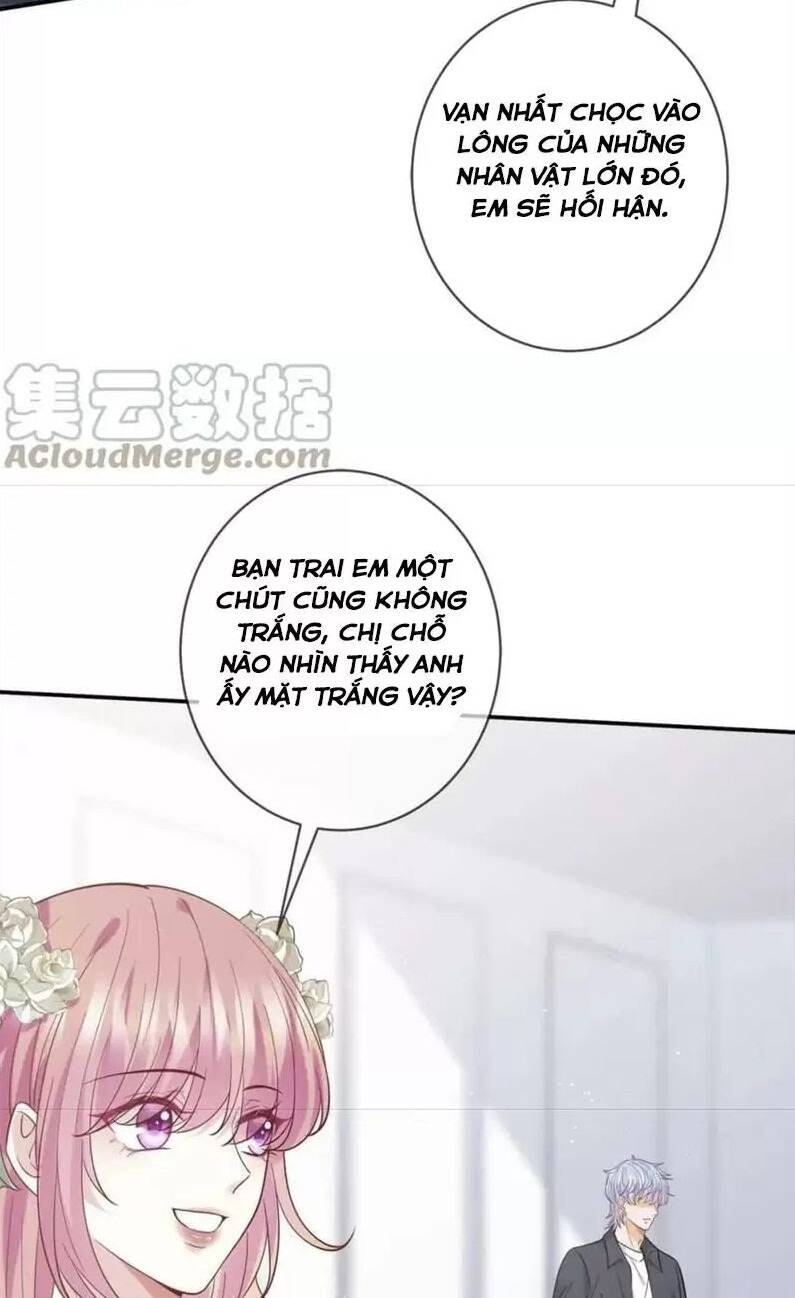 VẠN NHẤT CHỌC VÀO
LÔNG CỦA NHỮNG
NHÂN VẬT LỚN ĐÓ,
EM SẼ HỐI HẬN.
集云数据
ACloudMerge.com
BẠN TRAI EM MỘT
CHÚT CŨNG KHÔNG
TRẮNG, CHỊ CHỖ
NÀO NHÌN THẤY ANH
ẤY MẶT TRẮNG VẬY?